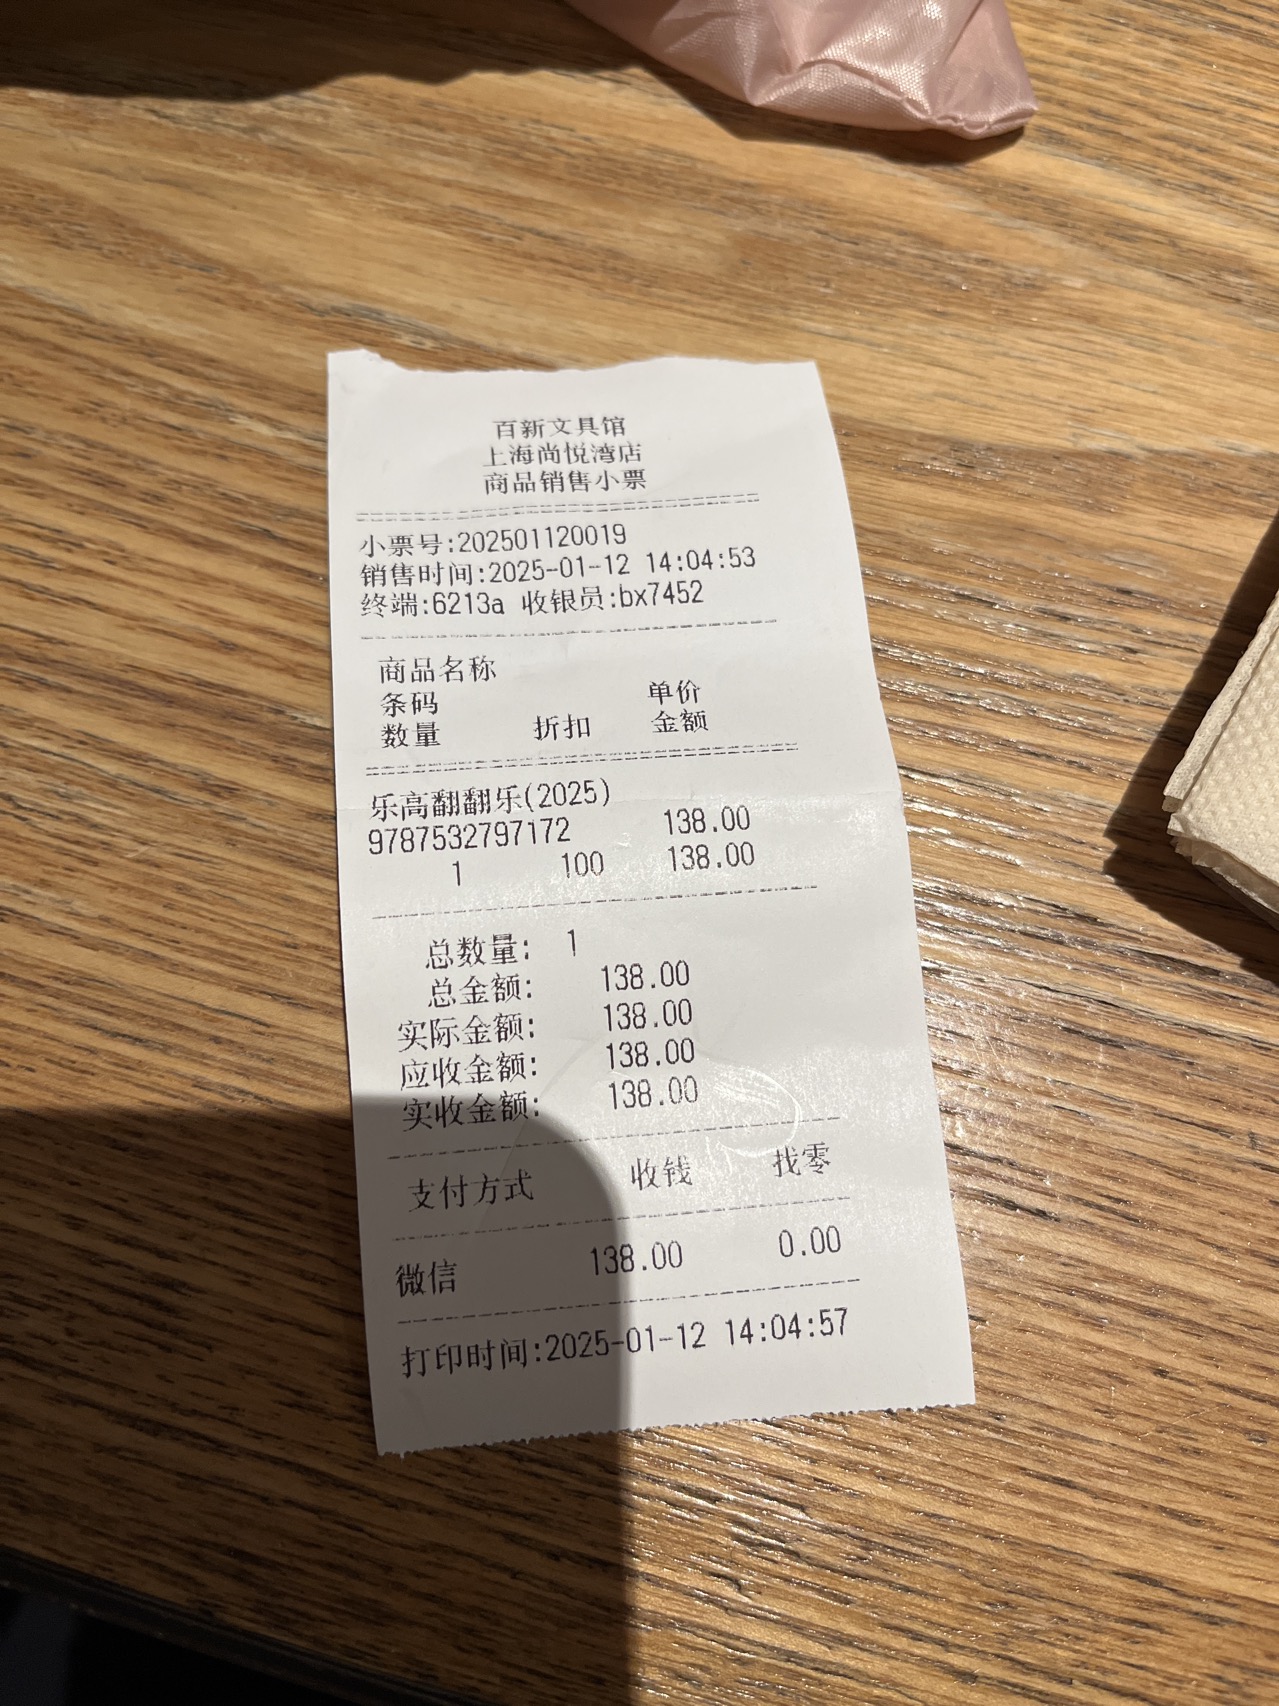 百新文具馆
上海尚悦湾店
商品销售小票
小票号:202501120019
销售时间:2025-01-12 14:04:53
终端:6213a 收银员:bx7452
商品名称
条码 单价
数量 折扣 金额
乐高翻翻乐(2025)
9787532797172 138.00
1 100 138.00
总数量: 1
总金额: 138.00
实际金额: 138.00
应收金额: 138.00
实收金额: 138.00
支付方式 收钱 找零
微信 138.00 0.00
打印时间:2025-01-12 14:04:57